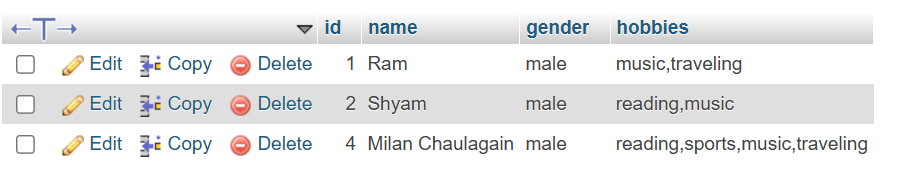 id name gender hobbies
Edit Copy Delete 1 Ram male music,traveling
Edit Copy Delete 2 Shyam male reading,music
Edit Copy Delete 4 Milan Chaulagain male reading,sports,music,traveling